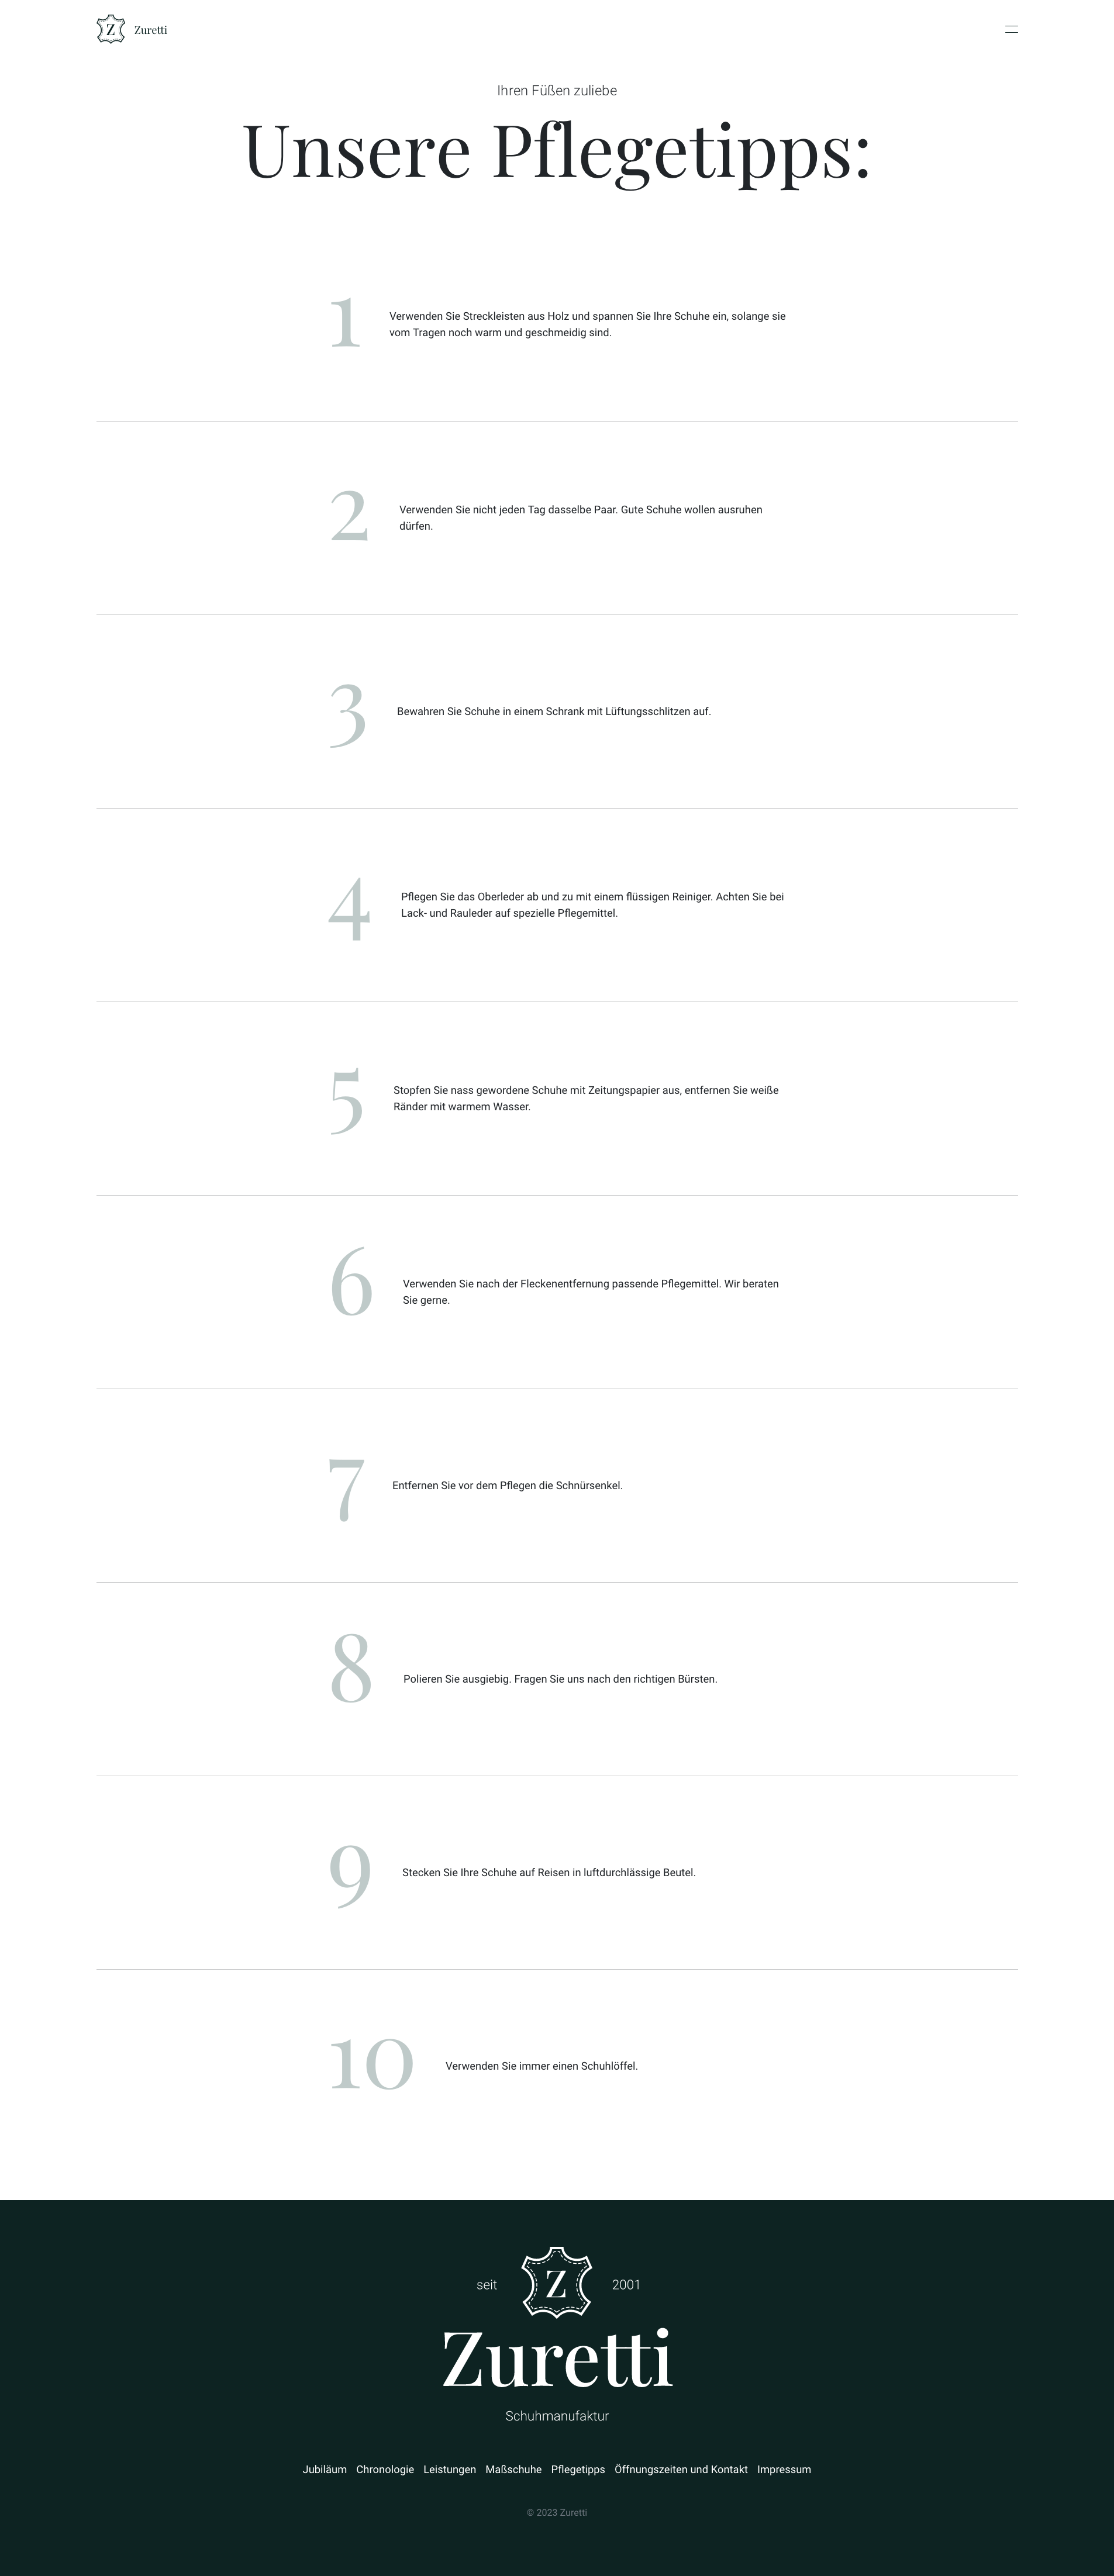 Z Zuretti
Ihren Füßen zuliebe
Unsere Pflegetipps:
1 Verwenden Sie Streckleisten aus Holz und spannen Sie Ihre Schuhe ein, solange sie
vom Tragen noch warm und geschmeidig sind.
2 Verwenden Sie nicht jeden Tag dasselbe Paar. Gute Schuhe wollen ausruhen
dürfen.
3 Bewahren Sie Schuhe in einem Schrank mit Lüftungsschlitzen auf.
4 Pflegen Sie das Oberleder ab und zu mit einem flüssigen Reiniger. Achten Sie bei
Lack- und Rauleder auf spezielle Pflegemittel.
5 Stopfen Sie nass gewordene Schuhe mit Zeitungspapier aus, entfernen Sie weiße
Ränder mit warmem Wasser.
6 Verwenden Sie nach der Fleckenentfernung passende Pflegemittel. Wir beraten
Sie gerne.
7 Entfernen Sie vor dem Pflegen die Schnürsenkel.
8 Polieren Sie ausgiebig. Fragen Sie uns nach den richtigen Bürsten.
9 Stecken Sie Ihre Schuhe auf Reisen in luftdurchlässige Beutel.
10 Verwenden Sie immer einen Schuhlöffel.
seit Z 2001
Zuretti
Schuhmanufaktur
Jubiläum Chronologie Leistungen Maßschuhe Pflegetipps Öffnungszeiten und Kontakt Impressum
© 2023 Zuretti